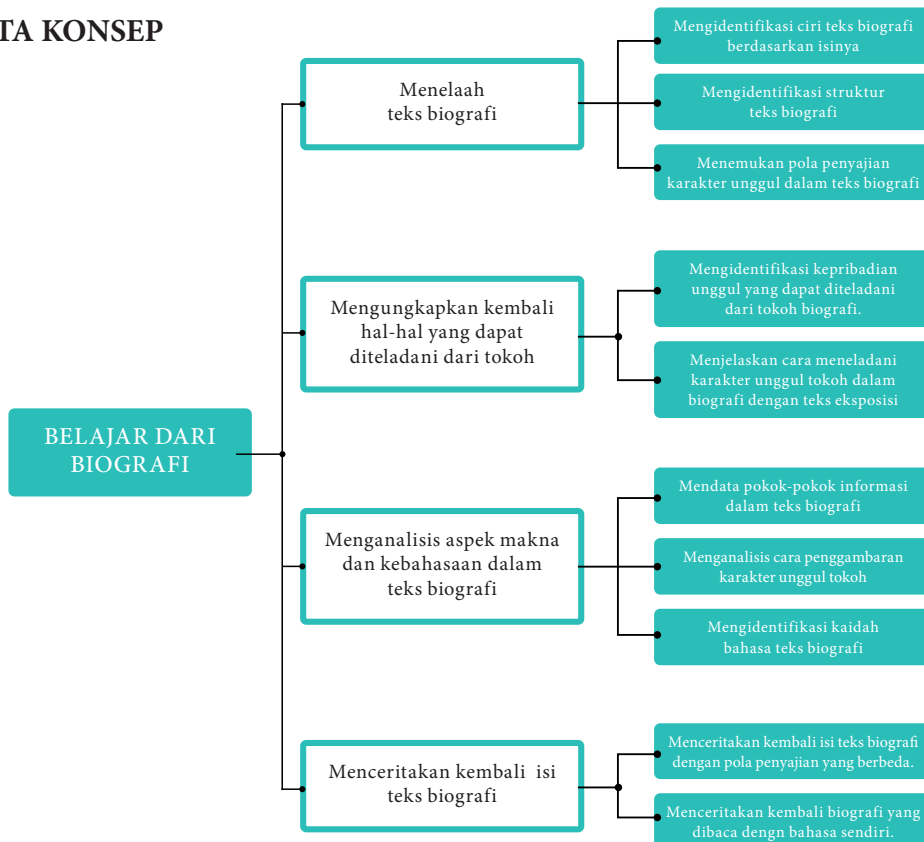 TA KONSEP
BELAJAR DARI
BIOGRAFI
Menelaah
teks biografi
Mengidentifikasi ciri teks biografi
berdasarkan isinya
Mengidentifikasi struktur
teks biografi
Menemukan pola penyajian
karakter unggul dalam teks biografi
Mengungkapkan kembali
hal-hal yang dapat
diteladani dari tokoh
Mengidentifikasi kepribadian
unggul yang dapat diteladani
dari tokoh biografi.
Menjelaskan cara meneladani
karakter unggul tokoh dalam
biografi dengan teks eksposisi
Menganalisis aspek makna
dan kebahasaan dalam
teks biografi
Mendata pokok-pokok informasi
dalam teks biografi
Menganalisis cara penggambaran
karakter unggul tokoh
Mengidentifikasi kaidah
bahasa teks biografi
Menceritakan kembali isi
teks biografi
Menceritakan kembali isi teks biografi
dengan pola penyajian yang berbeda.
Menceritakan kembali biografi yang
dibaca dengn bahasa sendiri.